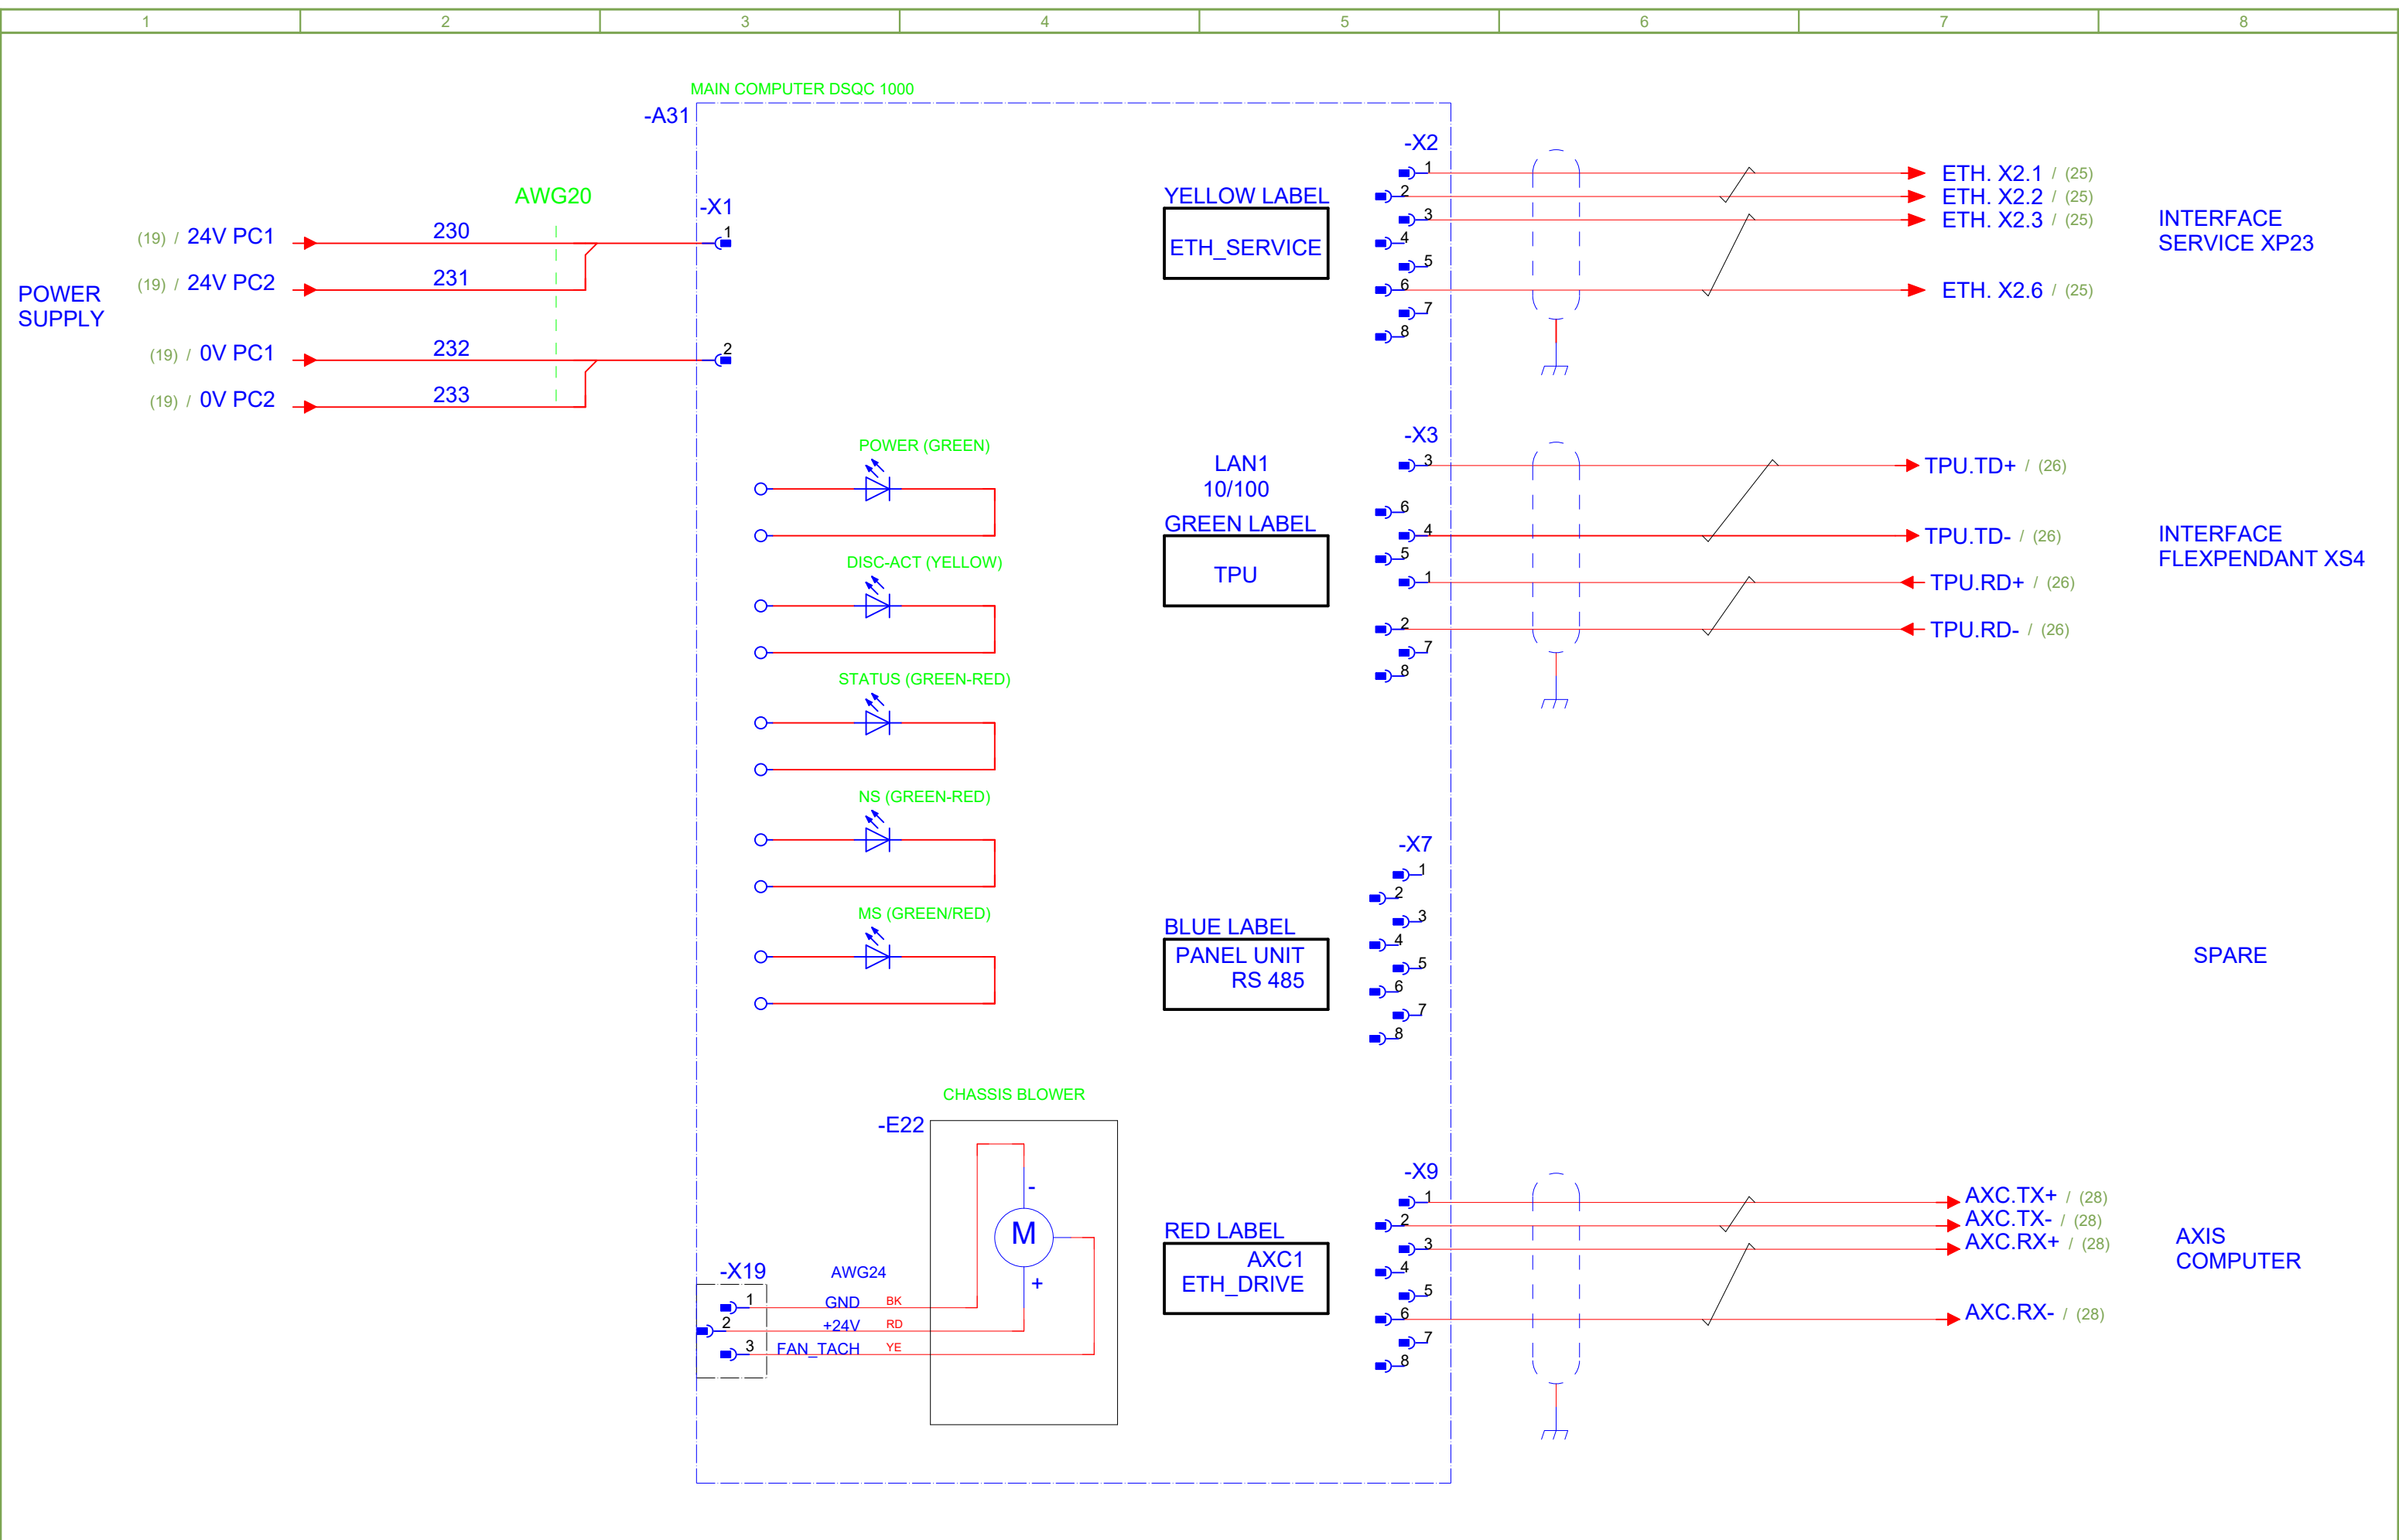 1 2 3 4 5 6 7 8
MAIN COMPUTER DSQC 1000
-A31
POWER
SUPPLY
AWG20
(19) / 24V PC1 230
(19) / 24V PC2 231
(19) / 0V PC1 232
(19) / 0V PC2 233
-X1
1
2
POWER (GREEN)
DISC-ACT (YELLOW)
STATUS (GREEN-RED)
NS (GREEN-RED)
MS (GREEN/RED)
CHASSIS BLOWER
-E22
-
M
+
-X19
AWG24
1 GND BK
2 +24V RD
3 FAN_TACH YE
YELLOW LABEL
ETH_SERVICE
-X2
1 ETH. X2.1 / (25)
2 ETH. X2.2 / (25)
3 ETH. X2.3 / (25)
4
5
6 ETH. X2.6 / (25)
7
8
INTERFACE
SERVICE XP23
LAN1
10/100
GREEN LABEL
TPU
-X3
3 TPU.TD+ / (26)
6
4 TPU.TD- / (26)
5
1 TPU.RD+ / (26)
2 TPU.RD- / (26)
7
8
INTERFACE
FLEXPENDANT XS4
BLUE LABEL
PANEL UNIT
RS 485
-X7
1
2
3
4
5
6
7
8
SPARE
RED LABEL
AXC1
ETH_DRIVE
-X9
1 AXC.TX+ / (28)
2 AXC.TX- / (28)
3 AXC.RX+ / (28)
4
5
6 AXC.RX- / (28)
7
8
AXIS
COMPUTER